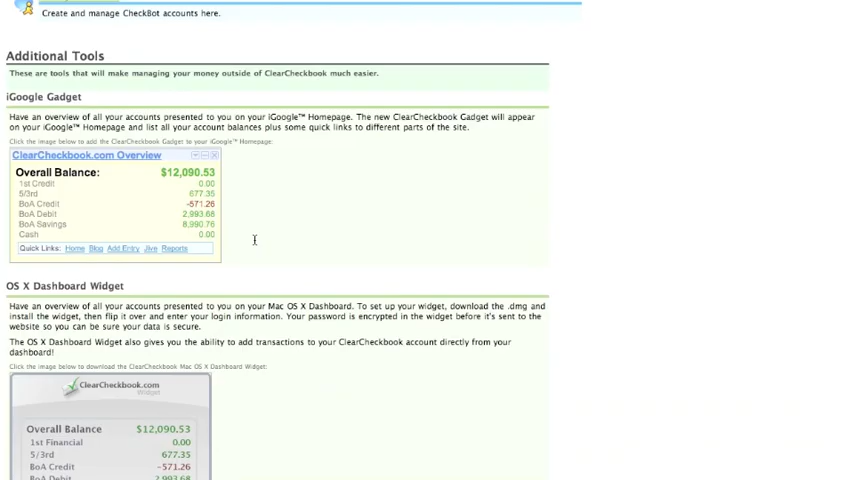 Create and manage CheckBot accounts here.
Additional Tools
These are tools that will make managing your money outside of ClearCheckbook much easier.
iGoogle Gadget
Have an overview of all your accounts presented to you on your iGoogle™ Homepage. The new ClearCheckbook Gadget will appear
on your iGoogle™ Homepage and list all your account balances plus some quick links to different parts of the site.
Click the image below to add the ClearCheckbook Gadget to your iGoogle™ Homepage:
ClearCheckbook.com Overview
Overall Balance: $12,090.53
1st Credit 0.00
5/3rd 677.35
BoA Credit -571.26
BoA Debit 2,993.68
BoA Savings 8,990.76
Cash 0.00
Quick Links: Home Blog Add Entry Jive Reports
OS X Dashboard Widget
Have an overview of all your accounts presented to you on your Mac OS X Dashboard. To set up your widget, download the .dmg and
install the widget, then flip it over and enter your login information. Your password is encrypted in the widget before it's sent to the
website so you can be sure your data is secure.
The OS X Dashboard Widget also gives you the ability to add transactions to your ClearCheckbook account directly from your
dashboard!
Click the image below to download the ClearCheckbook Mac OS X Dashboard Widget:
ClearCheckbook.com
Widget
Overall Balance $12,090.53
1st Financial 0.00
5/3rd 677.35
BoA Credit -571.26
BoA Debit 2,993.68